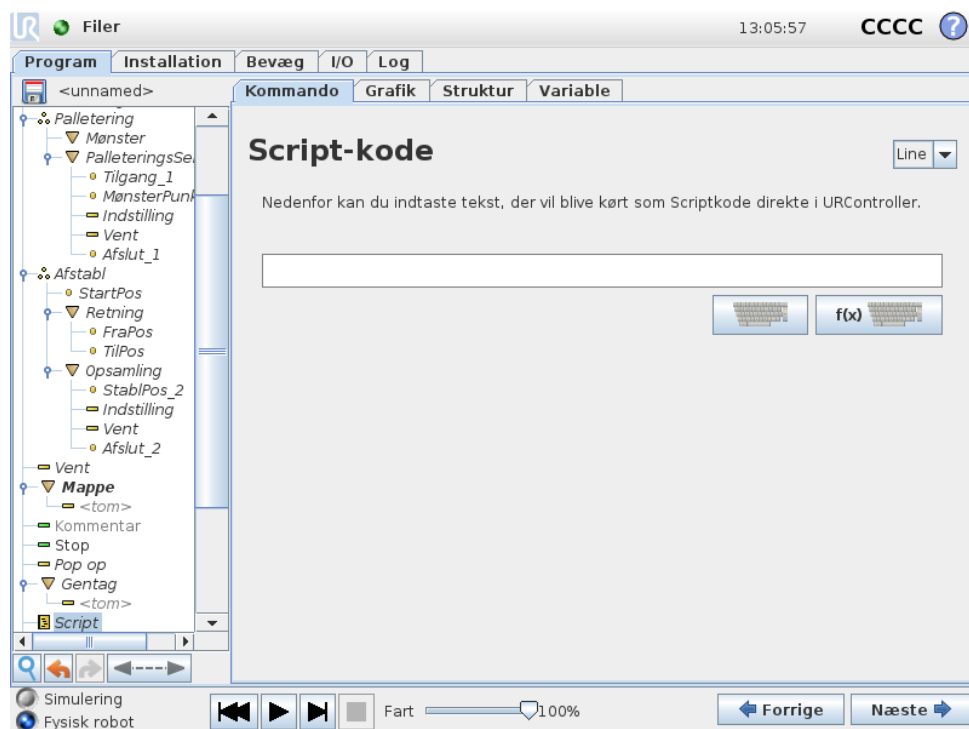 UR Filer 13:05:57 CCCC ?
Program Installation Bevæg I/O Log
<unnamed> Kommando Grafik Struktur Variable
Palletering
Mønster
PalleteringsSe
Tilgang_1
MønsterPunk
Indstilling
Vent
Afslut_1
Afstabl
StartPos
Retning
FraPos
TilPos
Opsamling
StablPos_2
Indstilling
Vent
Afslut_2
Vent
Mappe
<tom>
Kommentar
Stop
Pop op
Gentag
<tom>
Script
Script-kode
Line
Nedenfor kan du indtaste tekst, der vil blive kørt som Scriptkode direkte i URController.
f(x)
Simulering
Fysisk robot
Fart 100%
Forrige Næste